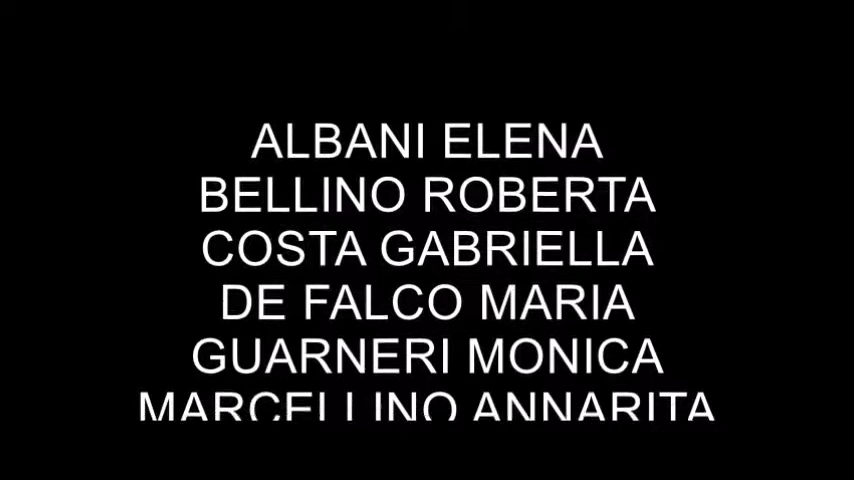 ALBANI ELENA
BELLINO ROBERTA
COSTA GABRIELLA
DE FALCO MARIA
GUARNERI MONICA
MARCELLINO ANNARITA